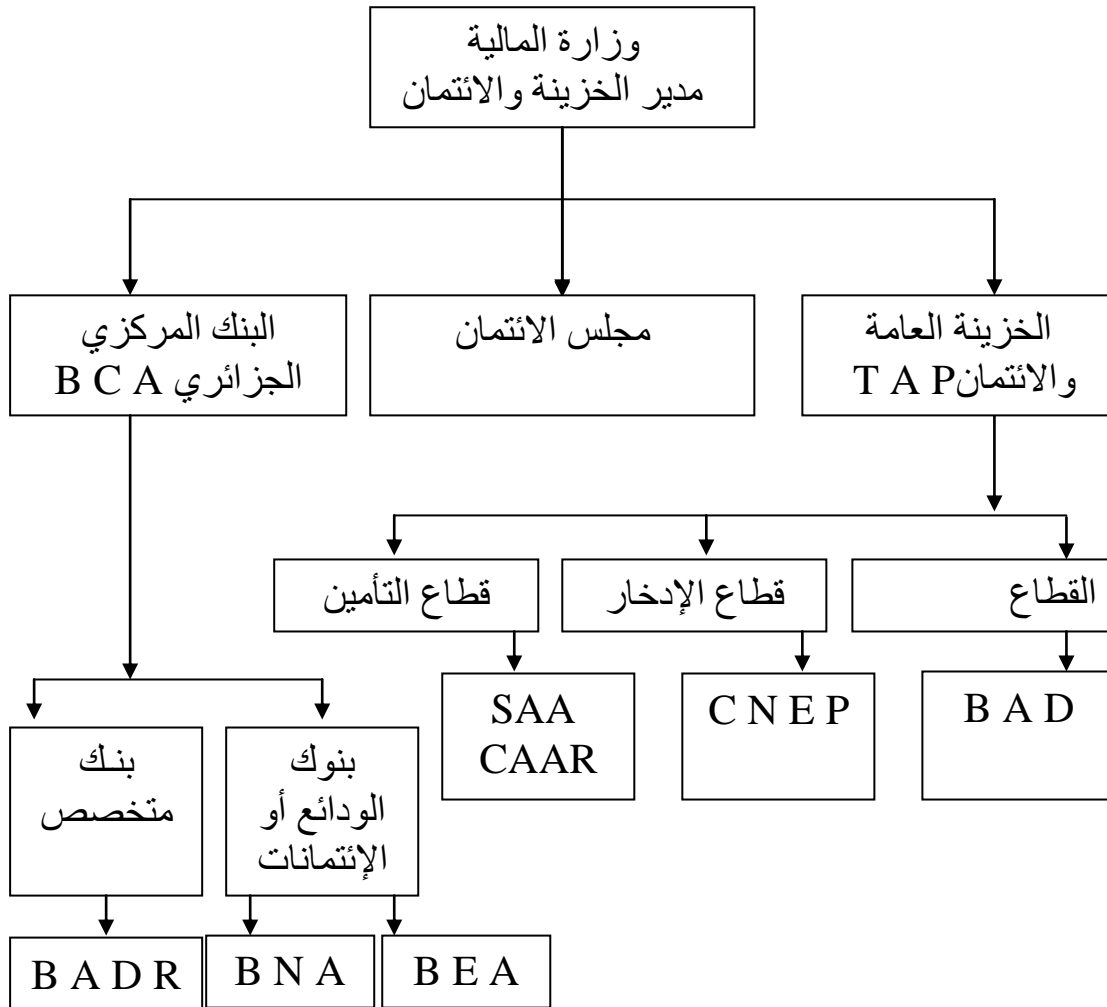 وزارة المالية
مدير الخزينة والائتمان
الخزينة العامة
والائتمانT A P
مجلس الائتمان
البنك المركزي
الجزائري B C A
القطاع
قطاع الإدخار
قطاع التأمين
B A D
C N E P
SAA
CAAR
بنوك
الودائع أو
الإئتمانات
بنـك
متخصص
B E A
B N A
B A D R